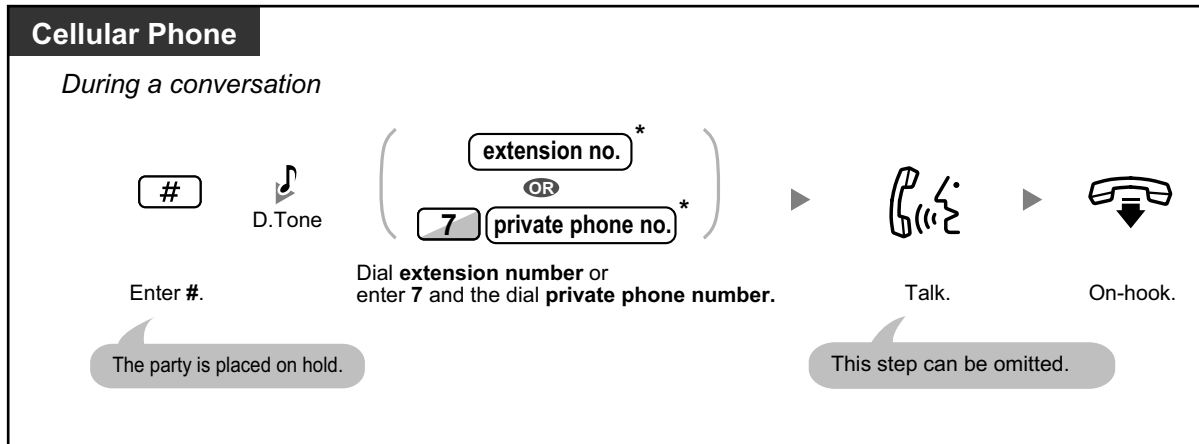 Cellular Phone
During a conversation
extension no.*
OR
# D.Tone 7 private phone no.*
Dial extension number or
enter 7 and the dial private phone number.
Enter #. Talk. On-hook.
The party is placed on hold. This step can be omitted.